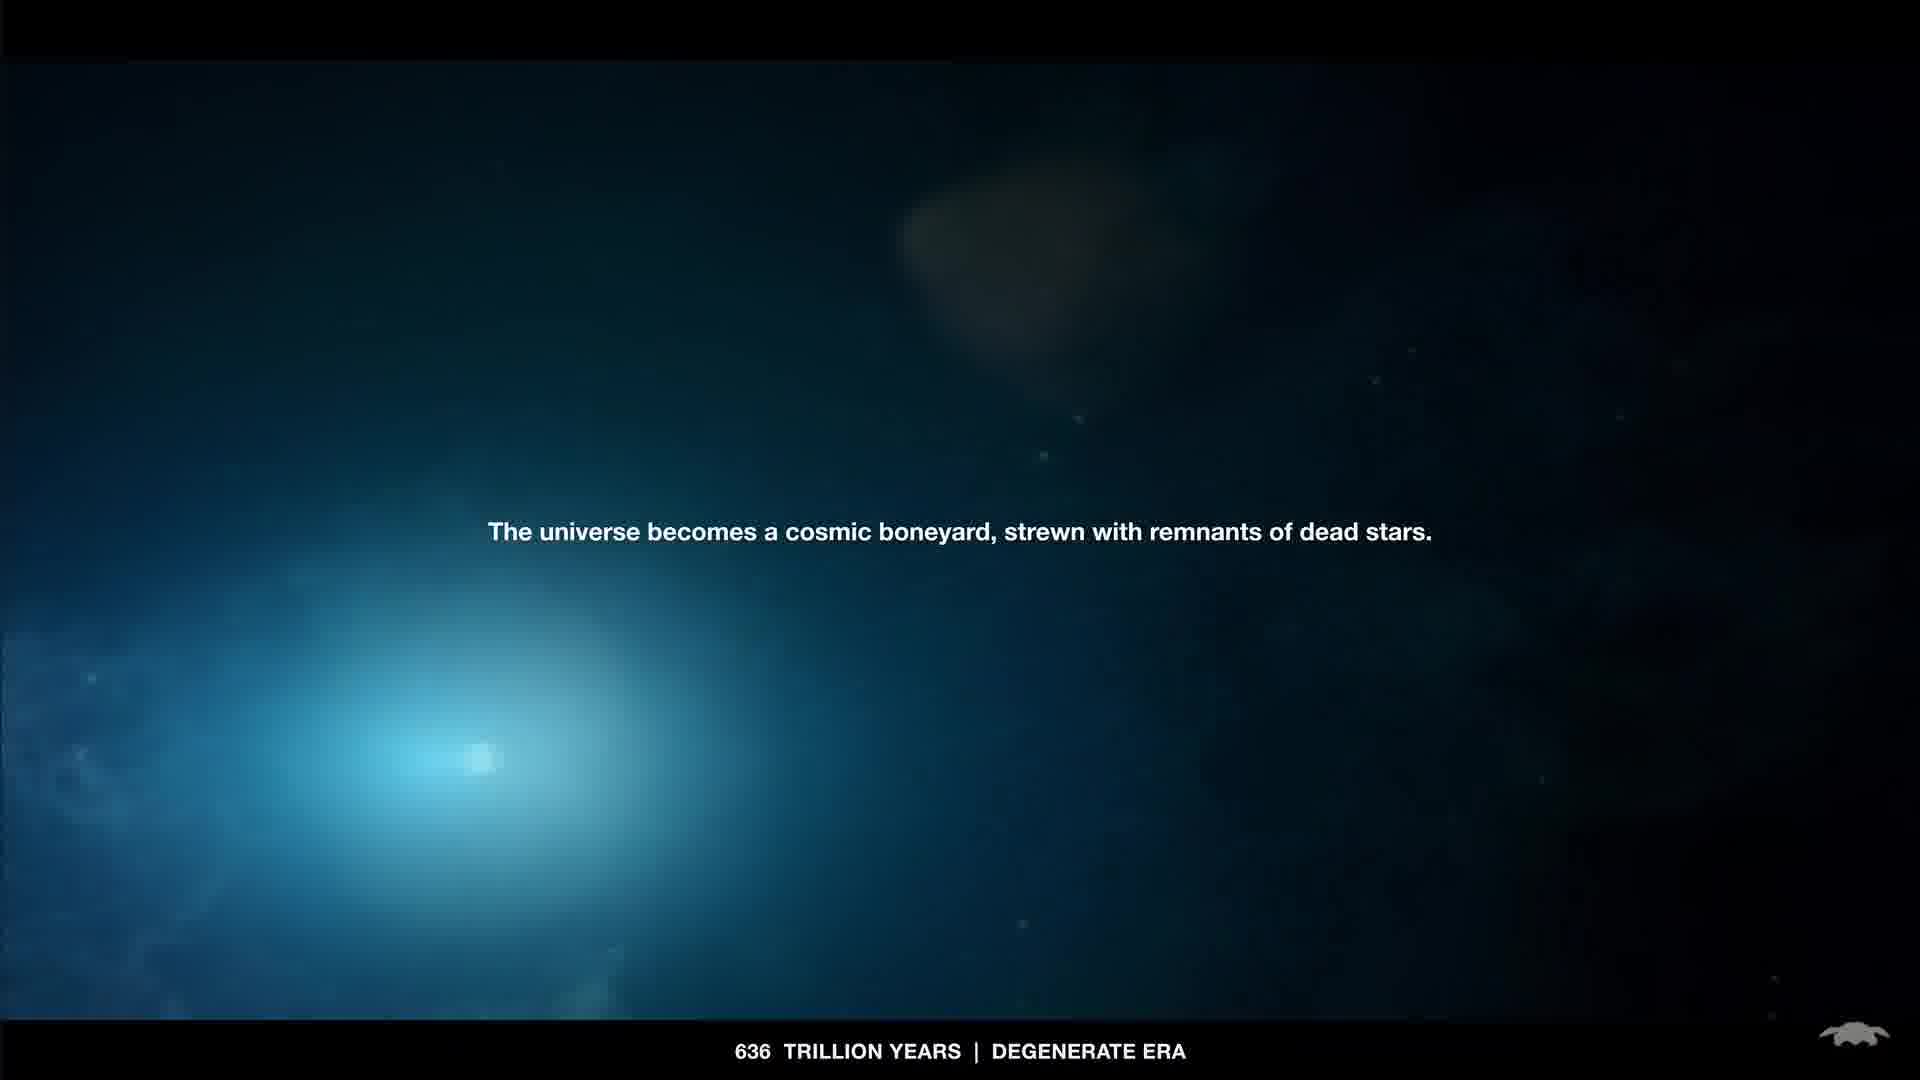 The universe becomes a cosmic boneyard, strewn with remnants of dead stars.
636 TRILLION YEARS | DEGENERATE ERA